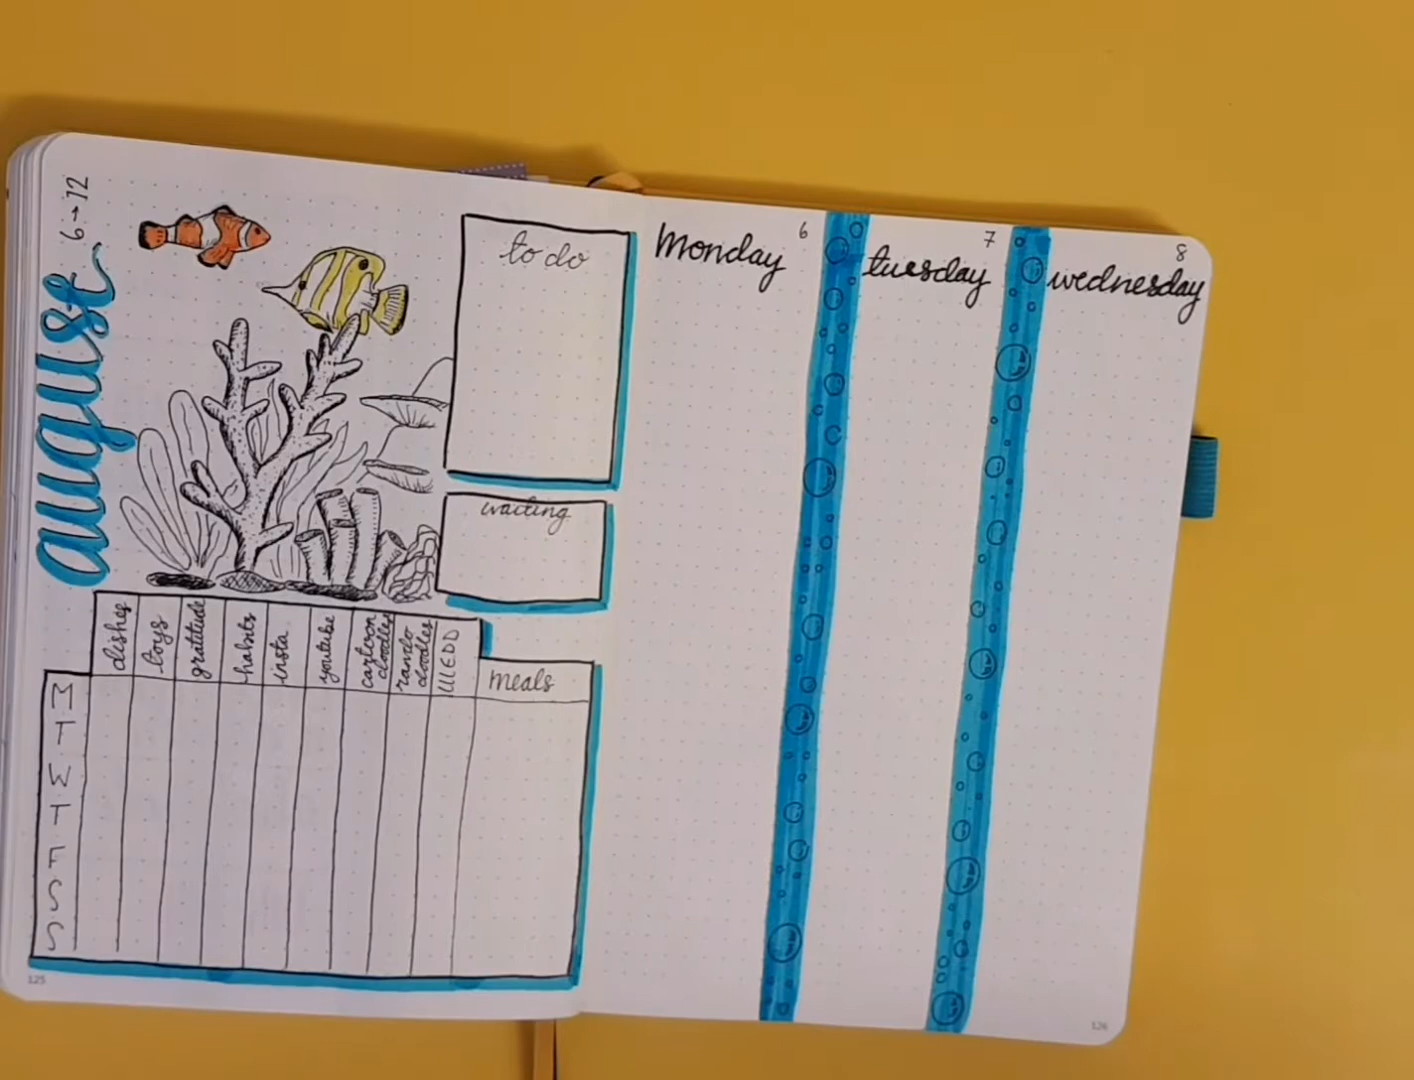 august
6→12
to do
waiting
dishes
toys
gratitude
habits
insta
youtube
cartoon
doodles
rando
doodles
meals
M
T
W
T
F
S
S
125
Monday
6
tuesday
7
wednesday
8
126